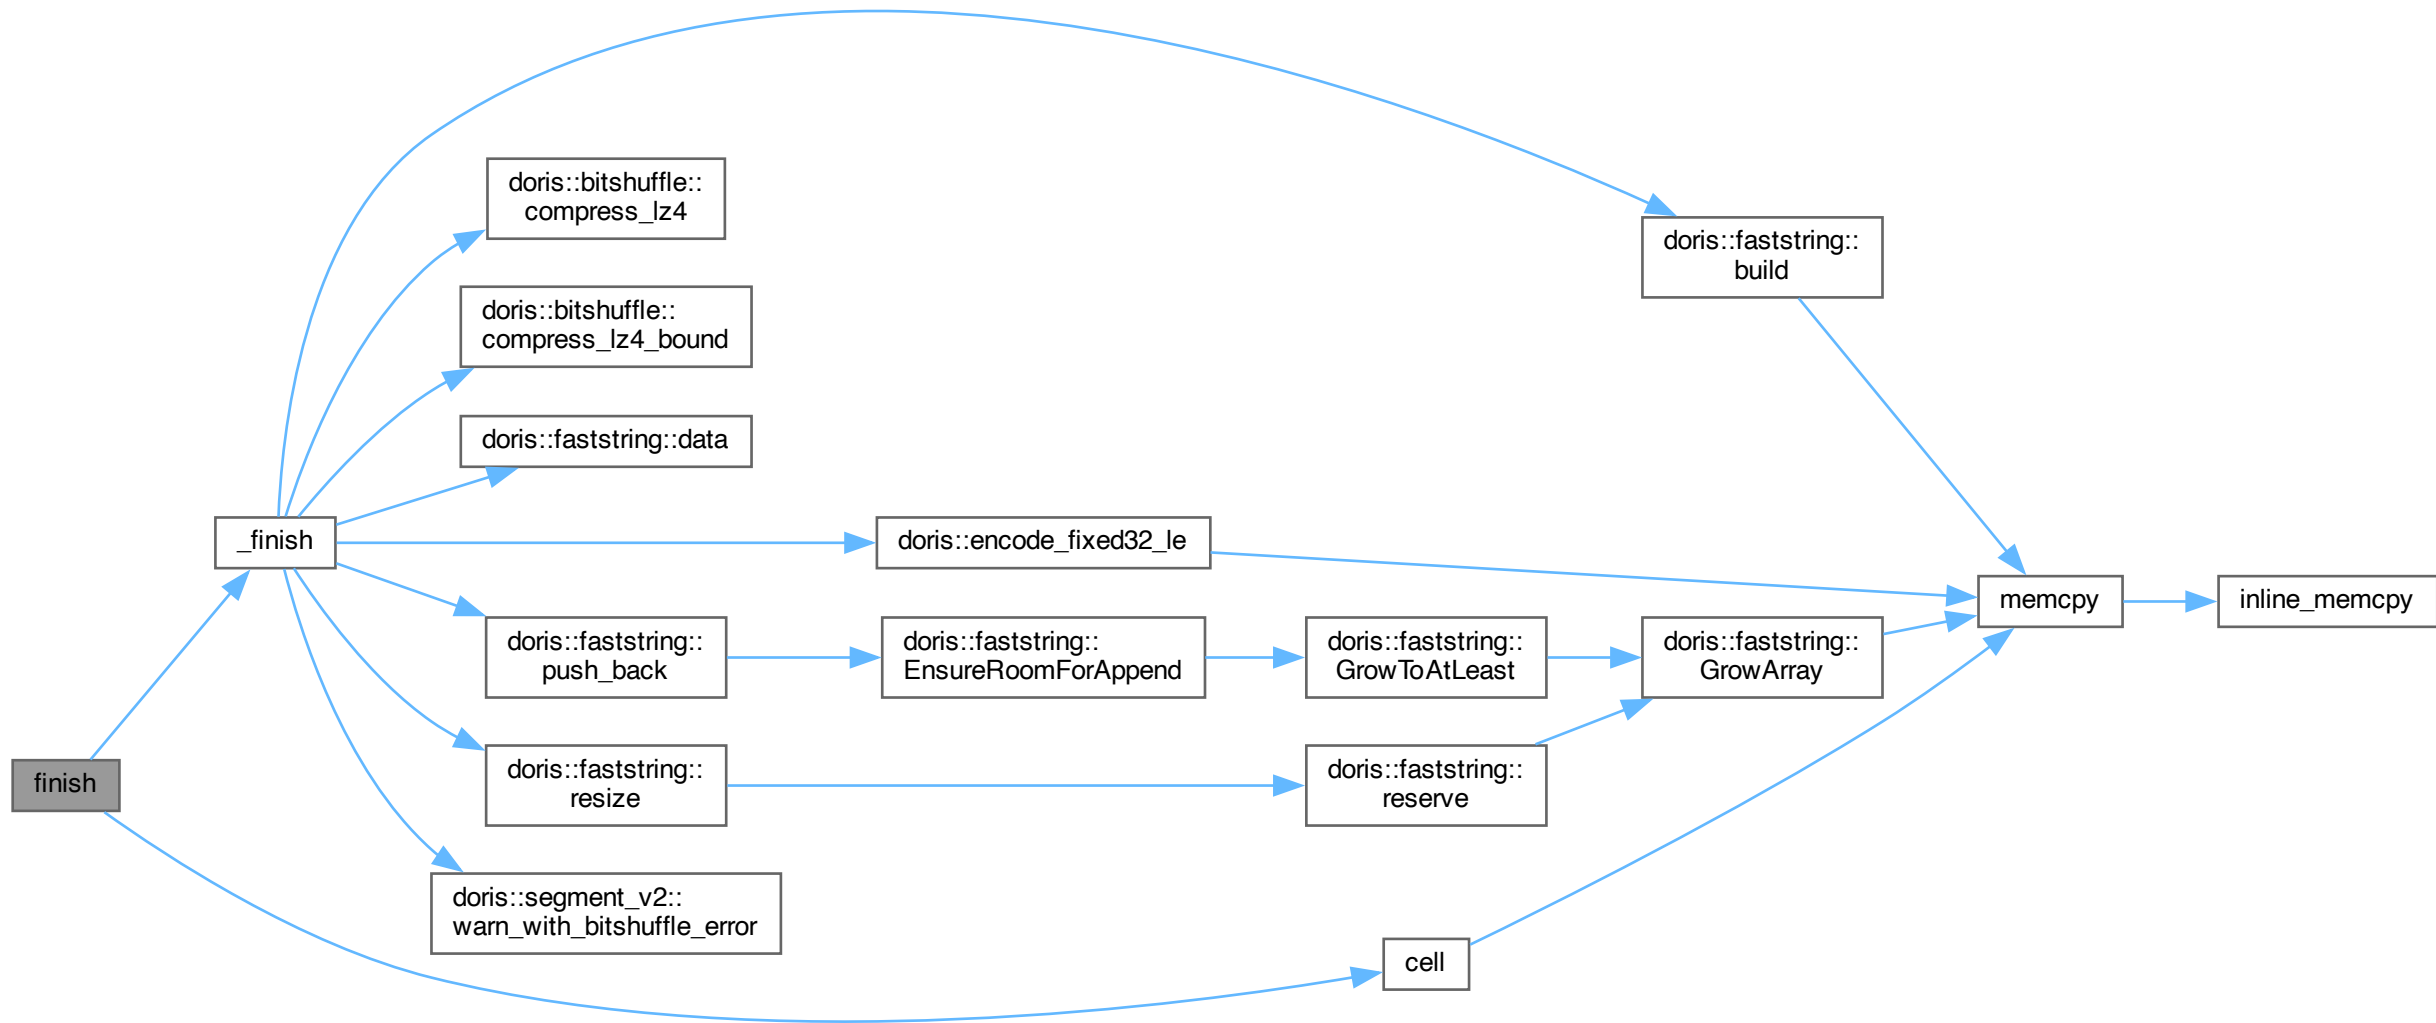 doris::bitshuffle::
compress_lz4
doris::faststring::
build
doris::bitshuffle::
compress_lz4_bound
doris::faststring::data
_finish
doris::encode_fixed32_le
memcpy
inline_memcpy
doris::faststring::
push_back
doris::faststring::
EnsureRoomForAppend
doris::faststring::
GrowToAtLeast
doris::faststring::
GrowArray
finish
doris::faststring::
resize
doris::faststring::
reserve
doris::segment_v2::
warn_with_bitshuffle_error
cell